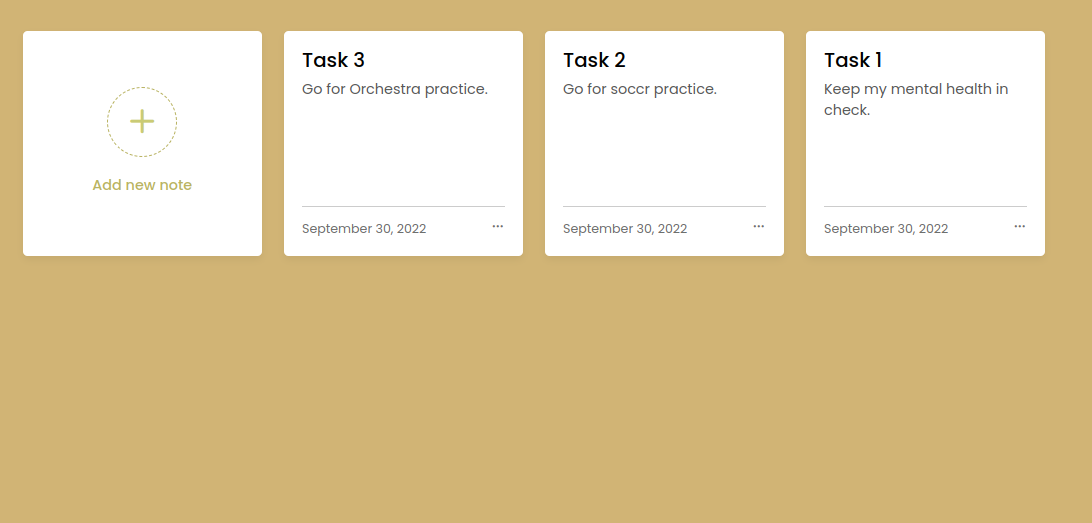 Add new note
Task 3
Go for Orchestra practice.
September 30, 2022
Task 2
Go for soccr practice.
September 30, 2022
Task 1
Keep my mental health in
check.
September 30, 2022